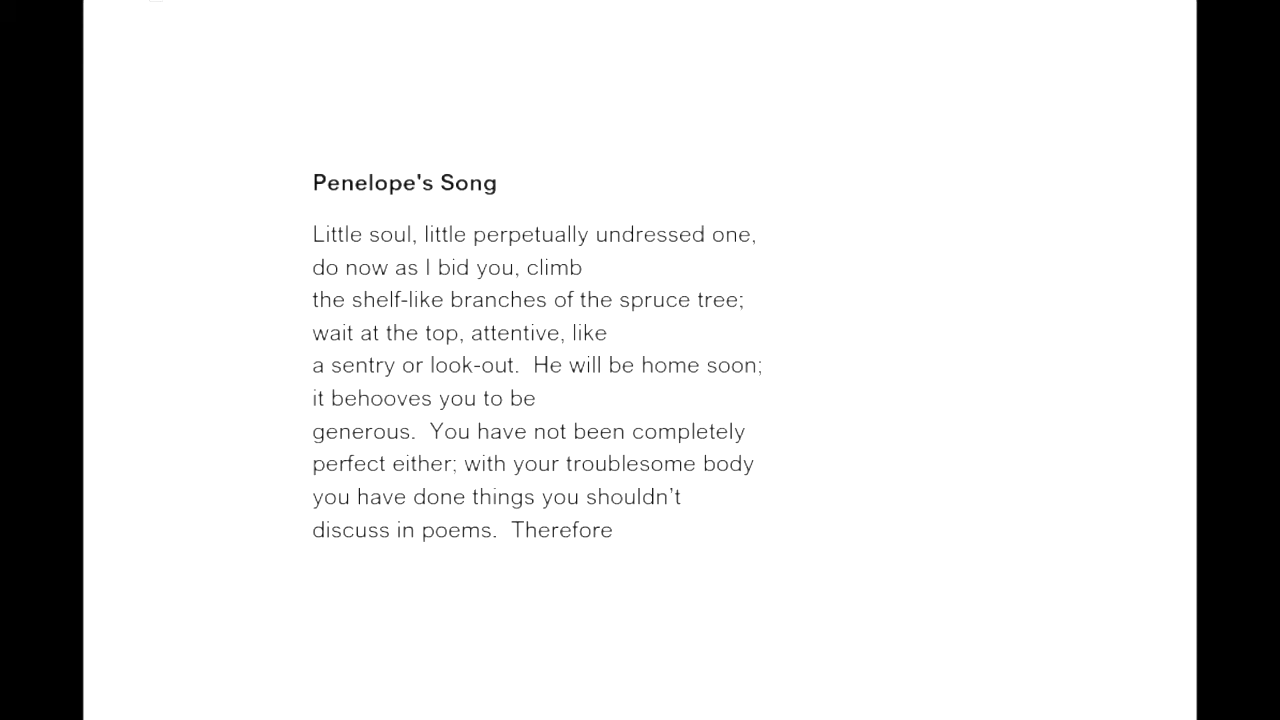 Penelope's Song
Little soul, little perpetually undressed one,
do now as I bid you, climb
the shelf-like branches of the spruce tree;
wait at the top, attentive, like
a sentry or look-out.  He will be home soon;
it behooves you to be
generous.  You have not been completely
perfect either; with your troublesome body
you have done things you shouldn’t
discuss in poems.  Therefore